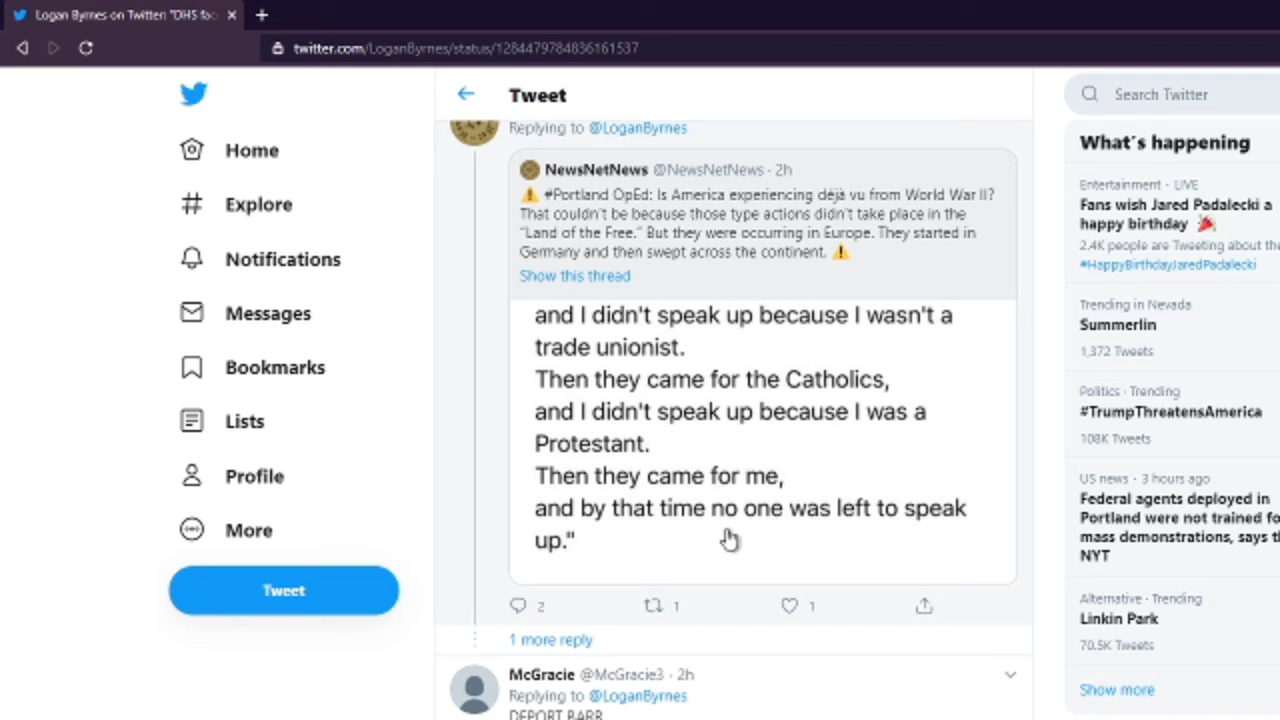 Logan Byrnes on Twitter: "DHS fac
twitter.com/LoganByrnes/status/1284479784836161537
Home
Explore
Notifications
Messages
Bookmarks
Lists
Profile
More
Tweet
Tweet
Replying to @LoganByrnes
NewsNetNews @NewsNetNews · 2h
⚠️ #Portland OpEd: Is America experiencing déjà vu from World War II?
That couldn't be because those type actions didn't take place in the
"Land of the Free." But they were occurring in Europe. They started in
Germany and then swept across the continent. ⚠️
Show this thread
and I didn't speak up because I wasn't a
trade unionist.
Then they came for the Catholics,
and I didn't speak up because I was a
Protestant.
Then they came for me,
and by that time no one was left to speak
up."
2 1 1
1 more reply
McGracie @McGracie3 · 2h
Replying to @LoganByrnes
DEPORT BARR
Search Twitter
What's happening
Entertainment · LIVE
Fans wish Jared Padalecki a
happy birthday 🎉
2.4K people are Tweeting about the
#HappyBirthdayJaredPadalecki
Trending in Nevada
Summerlin
1,372 Tweets
Politics · Trending
#TrumpThreatensAmerica
108K Tweets
US news · 3 hours ago
Federal agents deployed in
Portland were not trained fo
mass demonstrations, says th
NYT
Alternative · Trending
Linkin Park
70.5K Tweets
Show more